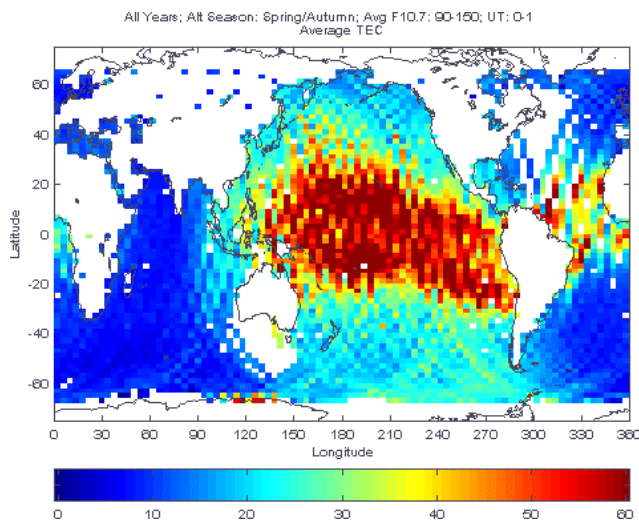 All Years; Alt Season: Spring/Autumn; Avg F10.7: 90-150; UT: 0-1
Average TEC
60
40
20
0
-20
-40
-60
Latitude
0 30 60 90 120 150 180 210 240 270 300 330 360
Longitude
0 10 20 30 40 50 60